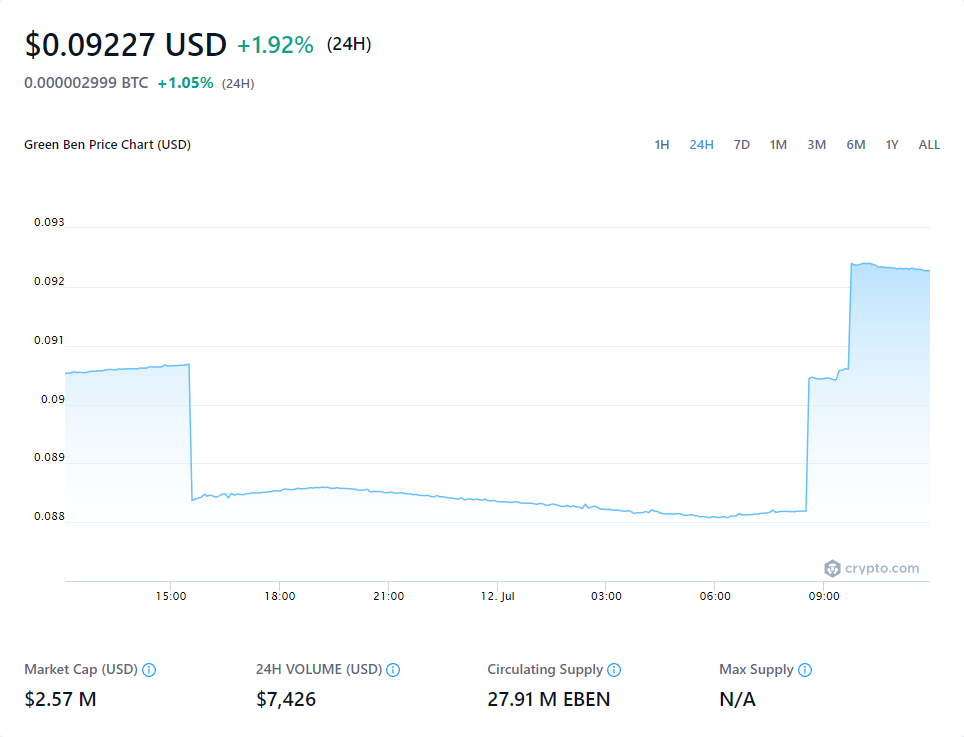 $0.09227 USD +1.92% (24H)
0.000002999 BTC +1.05% (24H)
Green Ben Price Chart (USD) 1H 24H 7D 1M 3M 6M 1Y ALL
0.093
0.092
0.091
0.09
0.089
0.088
crypto.com
15:00 18:00 21:00 12. Jul 03:00 06:00 09:00
Market Cap (USD) 24H VOLUME (USD) Circulating Supply Max Supply
$2.57 M $7,426 27.91 M EBEN N/A